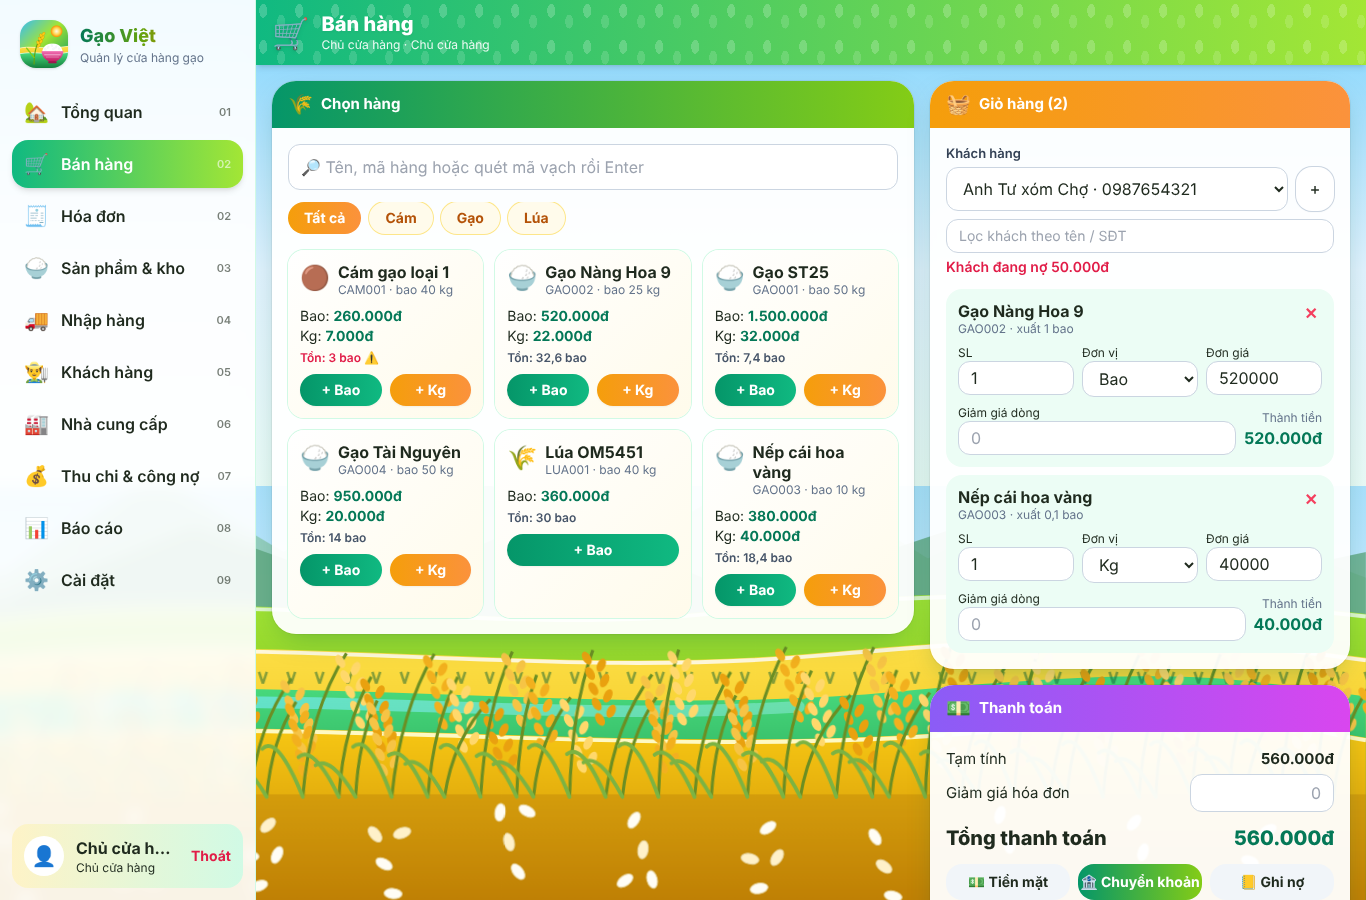 Gạo Việt
Quản lý cửa hàng gạo
Tổng quan 01
Bán hàng 02
Hóa đơn 02
Sản phẩm & kho 03
Nhập hàng 04
Khách hàng 05
Nhà cung cấp 06
Thu chi & công nợ 07
Báo cáo 08
Cài đặt 09
Chủ cửa h...
Chủ cửa hàng
Thoát
Bán hàng
Chủ cửa hàng · Chủ cửa hàng
Chọn hàng
Tên, mã hàng hoặc quét mã vạch rồi Enter
Tất cả Cám Gạo Lúa
Cám gạo loại 1
CAM001 · bao 40 kg
Bao: 260.000đ
Kg: 7.000đ
Tồn: 3 bao ⚠️
+ Bao + Kg
Gạo Nàng Hoa 9
GAO002 · bao 25 kg
Bao: 520.000đ
Kg: 22.000đ
Tồn: 32,6 bao
+ Bao + Kg
Gạo ST25
GAO001 · bao 50 kg
Bao: 1.500.000đ
Kg: 32.000đ
Tồn: 7,4 bao
+ Bao + Kg
Gạo Tài Nguyên
GAO004 · bao 50 kg
Bao: 950.000đ
Kg: 20.000đ
Tồn: 14 bao
+ Bao + Kg
Lúa OM5451
LUA001 · bao 40 kg
Bao: 360.000đ
Tồn: 30 bao
+ Bao
Nếp cái hoa
vàng
GAO003 · bao 10 kg
Bao: 380.000đ
Kg: 40.000đ
Tồn: 18,4 bao
+ Bao + Kg
Giỏ hàng (2)
Khách hàng
Anh Tư xóm Chợ · 0987654321
+
Lọc khách theo tên / SĐT
Khách đang nợ 50.000đ
Gạo Nàng Hoa 9
GAO002 · xuất 1 bao
SL Đơn vị Đơn giá
1 Bao 520000
Giảm giá dòng Thành tiền
0 520.000đ
Nếp cái hoa vàng
GAO003 · xuất 0,1 bao
SL Đơn vị Đơn giá
1 Kg 40000
Giảm giá dòng Thành tiền
0 40.000đ
Thanh toán
Tạm tính 560.000đ
Giảm giá hóa đơn 0
Tổng thanh toán 560.000đ
Tiền mặt Chuyển khoản Ghi nợ